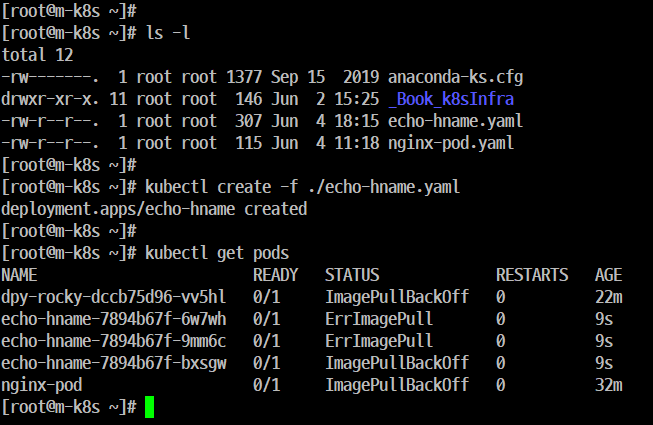 [root@m-k8s ~]#
[root@m-k8s ~]# ls -l
total 12
-rw-------. 1 root root 1377 Sep 15 2019 anaconda-ks.cfg
drwxr-xr-x. 11 root root 146 Jun 2 15:25 _Book_k8sInfra
-rw-r--r--. 1 root root 307 Jun 4 18:15 echo-hname.yaml
-rw-r--r--. 1 root root 115 Jun 4 11:18 nginx-pod.yaml
[root@m-k8s ~]#
[root@m-k8s ~]# kubectl create -f ./echo-hname.yaml
deployment.apps/echo-hname created
[root@m-k8s ~]#
[root@m-k8s ~]# kubectl get pods
NAME READY STATUS RESTARTS AGE
dpy-rocky-dccb75d96-vv5hl 0/1 ImagePullBackOff 0 22m
echo-hname-7894b67f-6w7wh 0/1 ErrImagePull 0 9s
echo-hname-7894b67f-9mm6c 0/1 ErrImagePull 0 9s
echo-hname-7894b67f-bxsgw 0/1 ImagePullBackOff 0 9s
nginx-pod 0/1 ImagePullBackOff 0 32m
[root@m-k8s ~]#